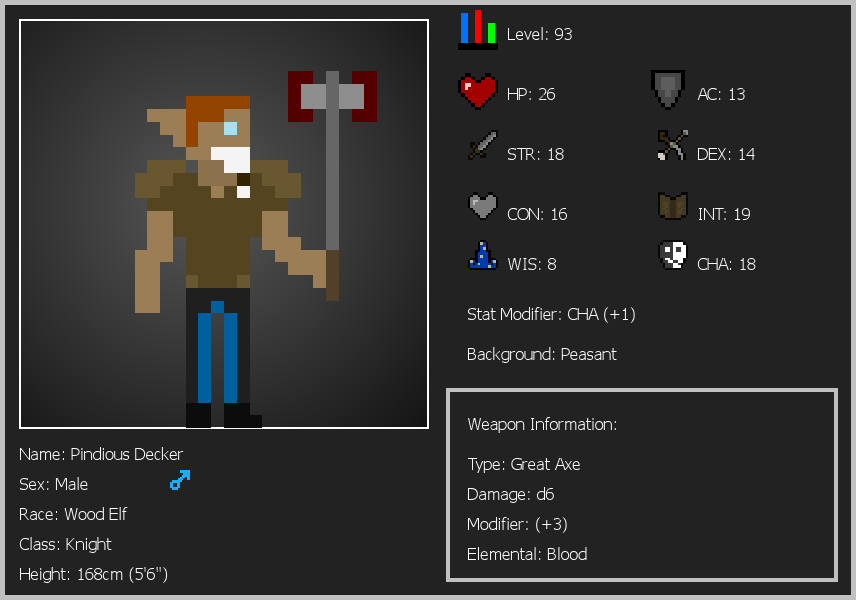 Level: 93
HP: 26
AC: 13
STR: 18
DEX: 14
CON: 16
INT: 19
WIS: 8
CHA: 18
Stat Modifier: CHA (+1)
Background: Peasant
Weapon Information:
Type: Great Axe
Damage: d6
Modifier: (+3)
Elemental: Blood
Name: Pindious Decker
Sex: Male
Race: Wood Elf
Class: Knight
Height: 168cm (5'6")